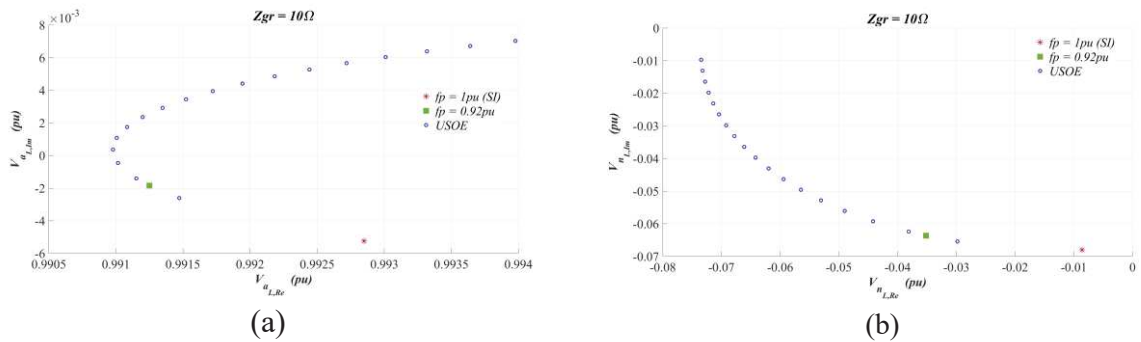 Zgr = 10Ω
×10⁻³
8
6
4
2
0
-2
-4
-6
V_{a_{L,Im}} (pu)
fp = 1pu (SI)
fp = 0.92pu
USOE
0.9905 0.991 0.9915 0.992 0.9925 0.993 0.9935 0.994
V_{a_{L,Re}} (pu)
(a)
Zgr = 10Ω
0
-0.01
-0.02
-0.03
-0.04
-0.05
-0.06
-0.07
V_{n_{L,Im}} (pu)
fp = 1pu (SI)
fp = 0.92pu
USOE
-0.08 -0.07 -0.06 -0.05 -0.04 -0.03 -0.02 -0.01 0
V_{n_{L,Re}} (pu)
(b)